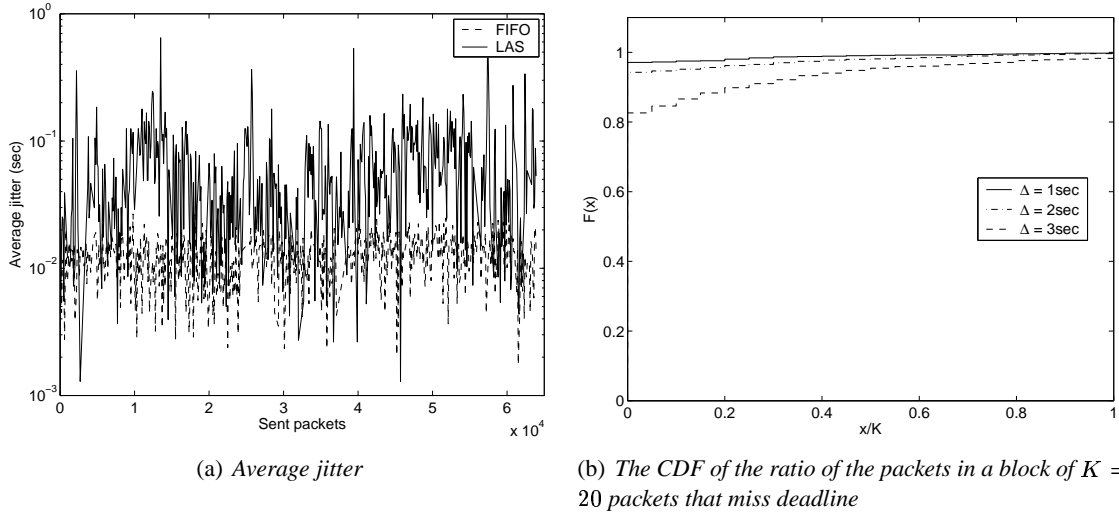 10^0
10^-1
10^-2
10^-3
Average jitter (sec)
FIFO
LAS
0 1 2 3 4 5 6
Sent packets
x 10^4
(a) Average jitter
1
0.8
0.6
0.4
0.2
0
F(x)
Δ = 1sec
Δ = 2sec
Δ = 3sec
0 0.2 0.4 0.6 0.8 1
x/K
(b) The CDF of the ratio of the packets in a block of K =
20 packets that miss deadline